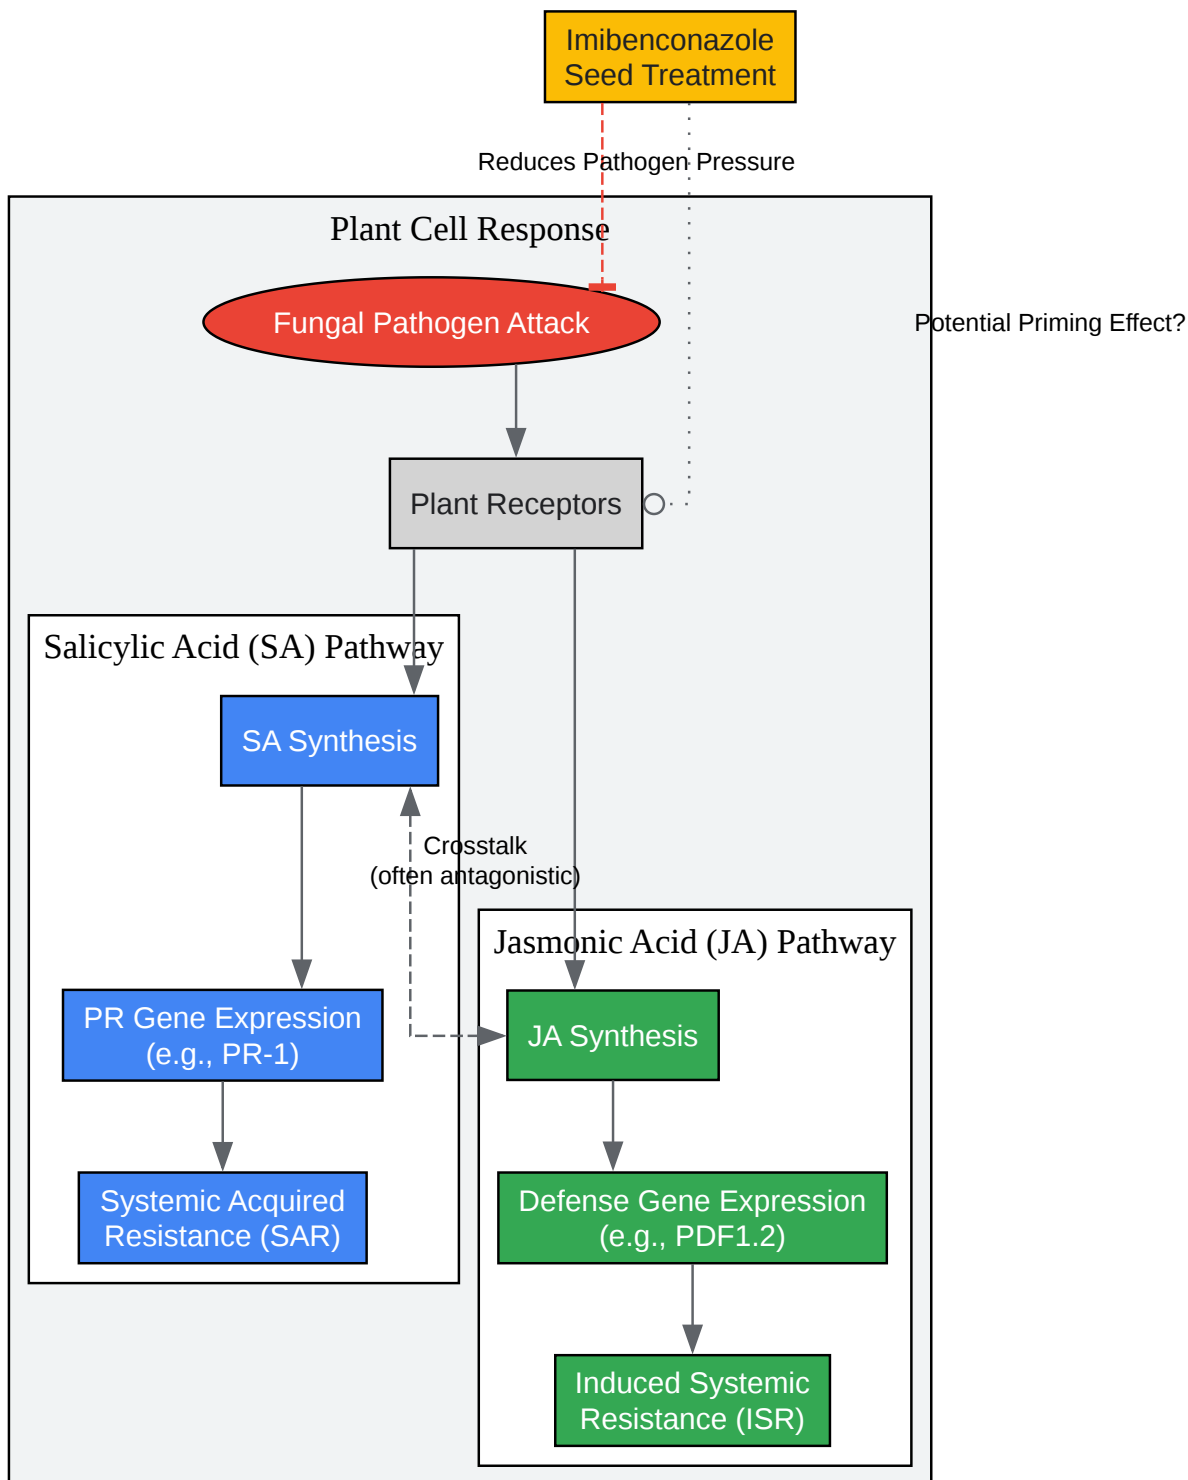 Imibenconazole
Seed Treatment
Reduces Pathogen Pressure
Plant Cell Response
Fungal Pathogen Attack
Potential Priming Effect?
Plant Receptors
Salicylic Acid (SA) Pathway
SA Synthesis
Crosstalk
(often antagonistic)
Jasmonic Acid (JA) Pathway
PR Gene Expression
(e.g., PR-1)
JA Synthesis
Systemic Acquired
Resistance (SAR)
Defense Gene Expression
(e.g., PDF1.2)
Induced Systemic
Resistance (ISR)